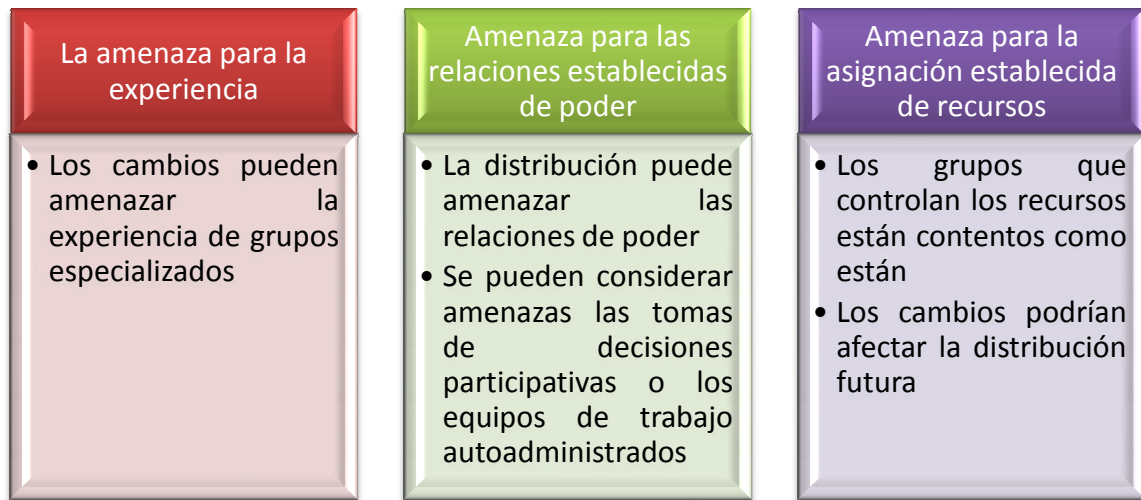 La amenaza para la
experiencia
• Los cambios pueden
amenazar la
experiencia de grupos
especializados
Amenaza para las
relaciones establecidas
de poder
• La distribución puede
amenazar las
relaciones de poder
• Se pueden considerar
amenazas las tomas
de decisiones
participativas o los
equipos de trabajo
autoadministrados
Amenaza para la
asignación establecida
de recursos
• Los grupos que
controlan los recursos
están contentos como
están
• Los cambios podrían
afectar la distribución
futura